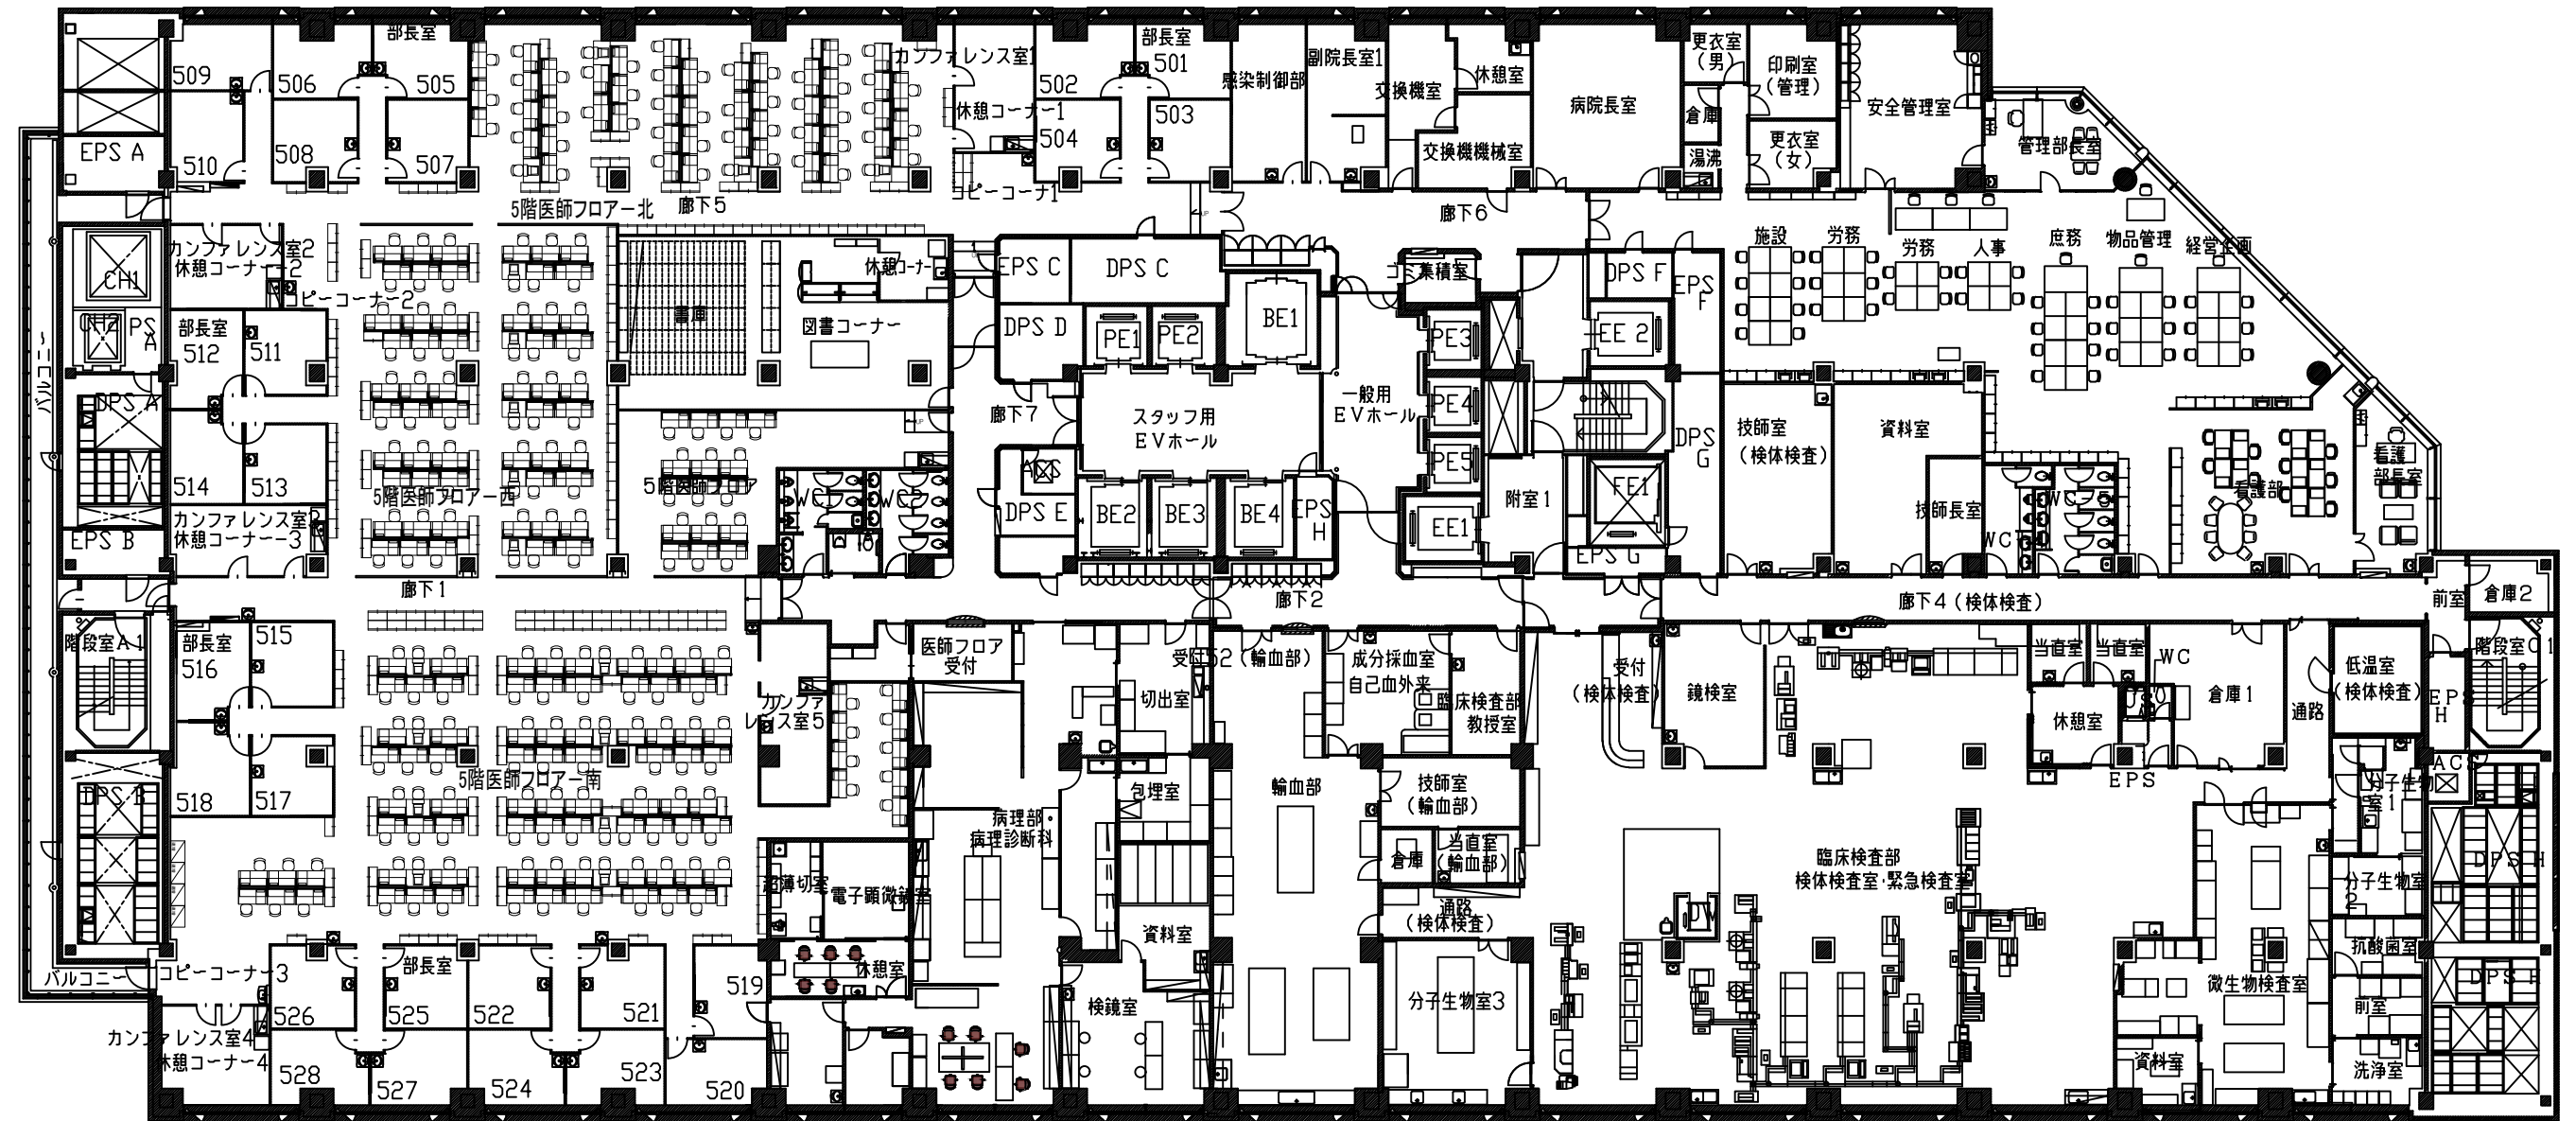 部長室
509
506
505
カンファレンス室1
502
部長室
501
感染制御部
副院長室1
交換機室
休憩室
病院長室
更衣室
(男)
印刷室
(管理)
安全管理室
EPS A
510
508
507
休憩コーナー1
504
503
交換機機械室
倉庫
湯沸
更衣室
(女)
管理部長室
コピーコーナ1
5階医師フロアー北
廊下5
廊下6
カンファレンス室2
休憩コーナー2
CH1
ピーコーナー2
休憩コーナー
EPS C
DPS C
ゴミ集積室
DPS F
EPS
F
施設
労務
労務
人事
庶務
物品管理
経営企画
CH2
PS
A
部長室
512
511
書庫
図書コーナー
DPS D
PE1
PE2
BE1
PE3
EE 2
バルコニー
DPS A
廊下7
スタッフ用
EVホール
一般用
EVホール
PE4
PE5
DPS
G
技師室
(検体検査)
資料室
514
513
5階医師フロアー西
5階医師フロア
WC1
WC2
ACS
DPS E
BE2
BE3
BE4
EPS
H
EE1
附室1
FE1
技師長室
WC
WC 5
看護部
看護
部長室
カンファレンス室3
休憩コーナー3
EPS B
EPS G
廊下1
廊下2
廊下4(検体検査)
前室
倉庫2
階段室A1
部長室
516
515
医師フロア
受付
受付52(輸血部)
成分採血室
自己血外来
臨床検査部
教授室
受付
(検体検査)
鏡検室
当直室
当直室
WC
倉庫1
通路
低温室
(検体検査)
EPS
H
階段室C1
カンファ
レンス室5
切出室
休憩室
518
517
5階医師フロアー南
DPS B
病理部・
病理診断科
包埋室
輸血部
技師室
(輸血部)
倉庫
当直室
(輸血部)
EPS
ACS
分子生物
室1
超薄切室
電子顕微鏡室
通路
(検体検査)
臨床検査部
検体検査室・緊急検査室
DPS H
分子生物室
2
資料室
抗酸菌室
バルコニー
コピーコーナー3
部長室
519
休憩室
526
525
522
521
検鏡室
分子生物室3
微生物検査室
DPS H
前室
カンファレンス室4
休憩コーナー4
528
527
524
523
520
資料室
洗浄室